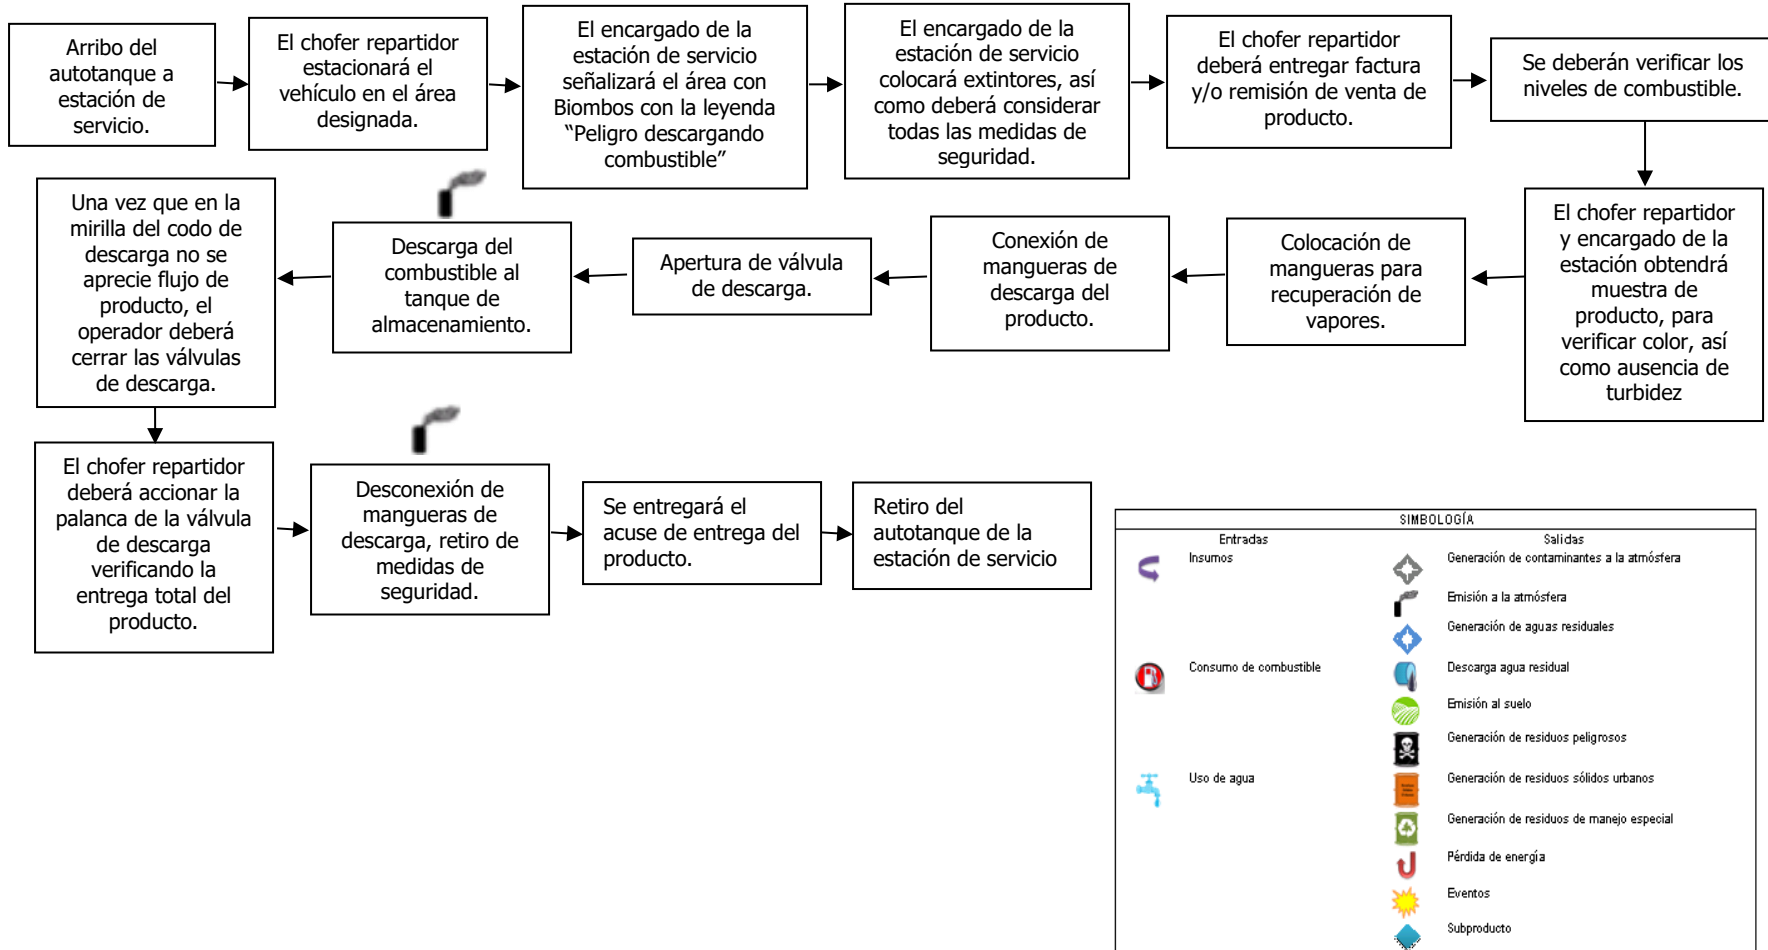 Arribo del
autotanque a
estación de
servicio.
El chofer repartidor
estacionará el
vehículo en el área
designada.
El encargado de la
estación de servicio
señalizará el área con
Biombos con la leyenda
“Peligro descargando
combustible”
El encargado de la
estación de servicio
colocará extintores, así
como deberá considerar
todas las medidas de
seguridad.
El chofer repartidor
deberá entregar factura
y/o remisión de venta de
producto.
Se deberán verificar los
niveles de combustible.
El chofer repartidor
y encargado de la
estación obtendrá
muestra de
producto, para
verificar color, así
como ausencia de
turbidez
Colocación de
mangueras para
recuperación de
vapores.
Conexión de
mangueras de
descarga del
producto.
Apertura de válvula
de descarga.
Descarga del
combustible al
tanque de
almacenamiento.
Una vez que en la
mirilla del codo de
descarga no se
aprecie flujo de
producto, el
operador deberá
cerrar las válvulas
de descarga.
El chofer repartidor
deberá accionar la
palanca de la válvula
de descarga
verificando la
entrega total del
producto.
Desconexión de
mangueras de
descarga, retiro de
medidas de
seguridad.
Se entregará el
acuse de entrega del
producto.
Retiro del
autotanque de la
estación de servicio
SIMBOLOGÍA
Entradas
Salidas
Insumos
Generación de contaminantes a la atmósfera
Emisión a la atmósfera
Generación de aguas residuales
Consumo de combustible
Descarga agua residual
Emisión al suelo
Generación de residuos peligrosos
Uso de agua
Generación de residuos sólidos urbanos
Generación de residuos de manejo especial
Pérdida de energía
Eventos
Subproducto